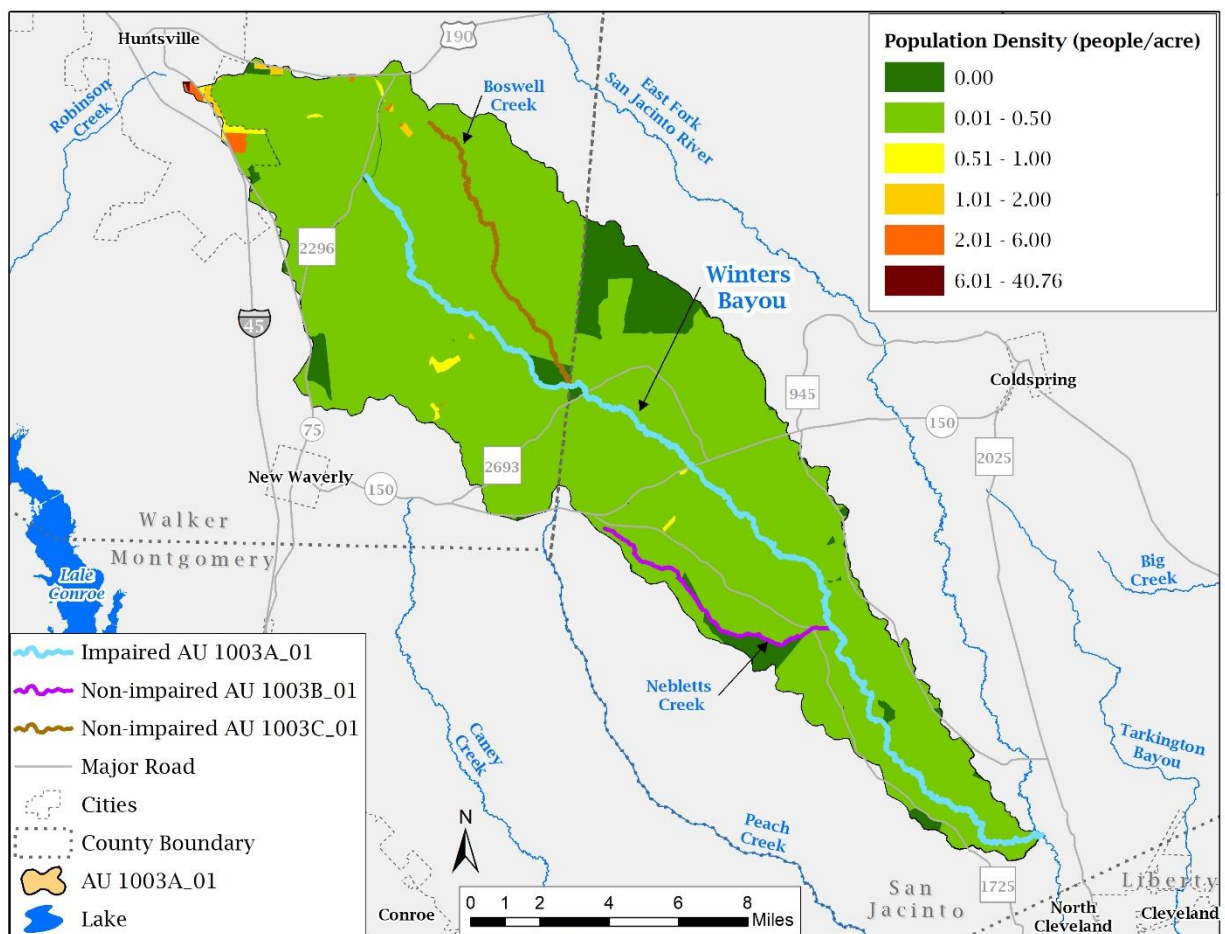 Huntsville
190
Population Density (people/acre)
0.00
0.01 - 0.50
0.51 - 1.00
1.01 - 2.00
2.01 - 6.00
6.01 - 40.76
Robinson
Creek
Boswell
Creek
East Fork
San Jacinto River
2296
Winters
Bayou
45
Coldspring
945
150
2025
75
New Waverly
150
2693
Walker
Montgomery
Lale
Conroe
Big
Creek
Nebletts
Creek
Caney
Creek
Tarkington
Bayou
Peach
Creek
Impaired AU 1003A_01
Non-impaired AU 1003B_01
Non-impaired AU 1003C_01
Major Road
Cities
County Boundary
AU 1003A_01
Lake
N
0 1 2 4 6 8
Miles
Conroe
San
Jacinto
1725
Liberty
North
Cleveland
Cleveland